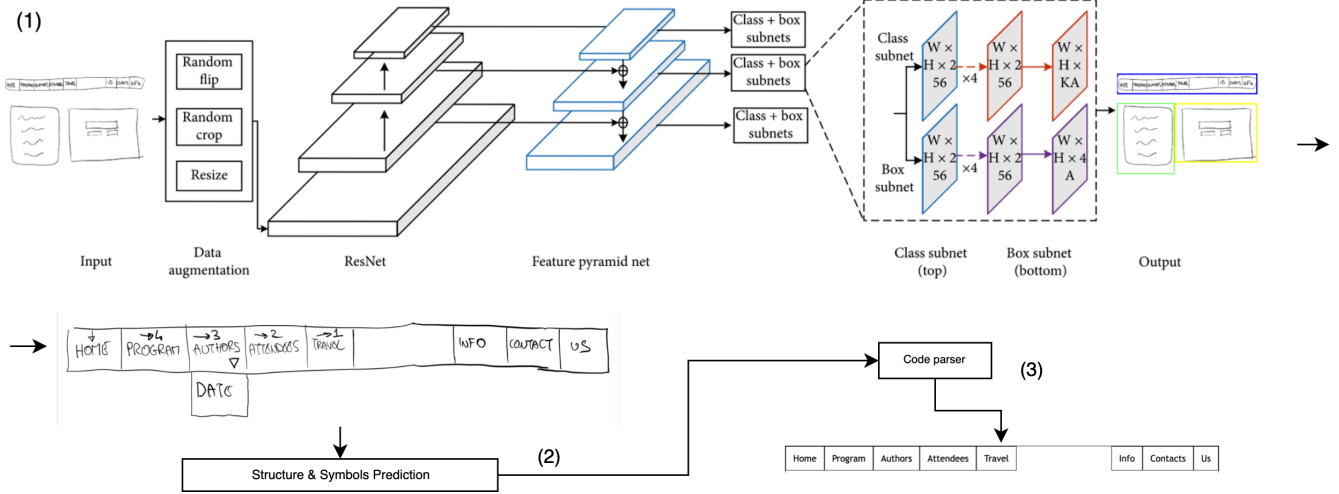 (1)
Random
flip
Random
crop
Resize
Class + box
subnets
Class + box
subnets
Class + box
subnets
Class
subnet
W ×
H × 2
56
×4
W ×
H × 2
56
W ×
H ×
KA
Box
subnet
W ×
H × 2
56
×4
W ×
H × 2
56
W ×
H × 4
A
Input
Data
augmentation
ResNet
Feature pyramid net
Class subnet
(top)
Box subnet
(bottom)
Output
HOME
→4
PROGRAM
→3
AUTHORS
→2
ATTENDEES
→1
TRAVEL
INFO
CONTACT
US
DATE
Structure & Symbols Prediction
(2)
Code parser
(3)
Home Program Authors Attendees Travel Info Contacts Us